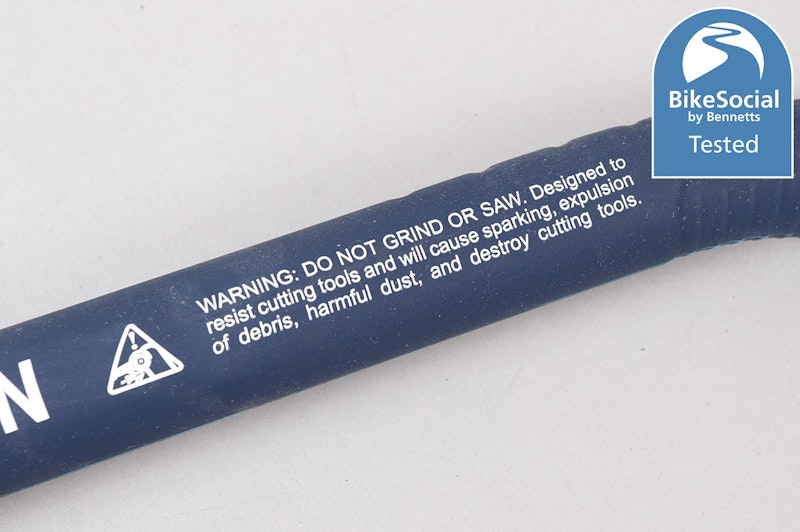 BikeSocial
by Bennetts
Tested
WARNING: DO NOT GRIND OR SAW. Designed to
resist cutting tools and will cause sparking, expulsion
of debris, harmful dust, and destroy cutting tools.
N